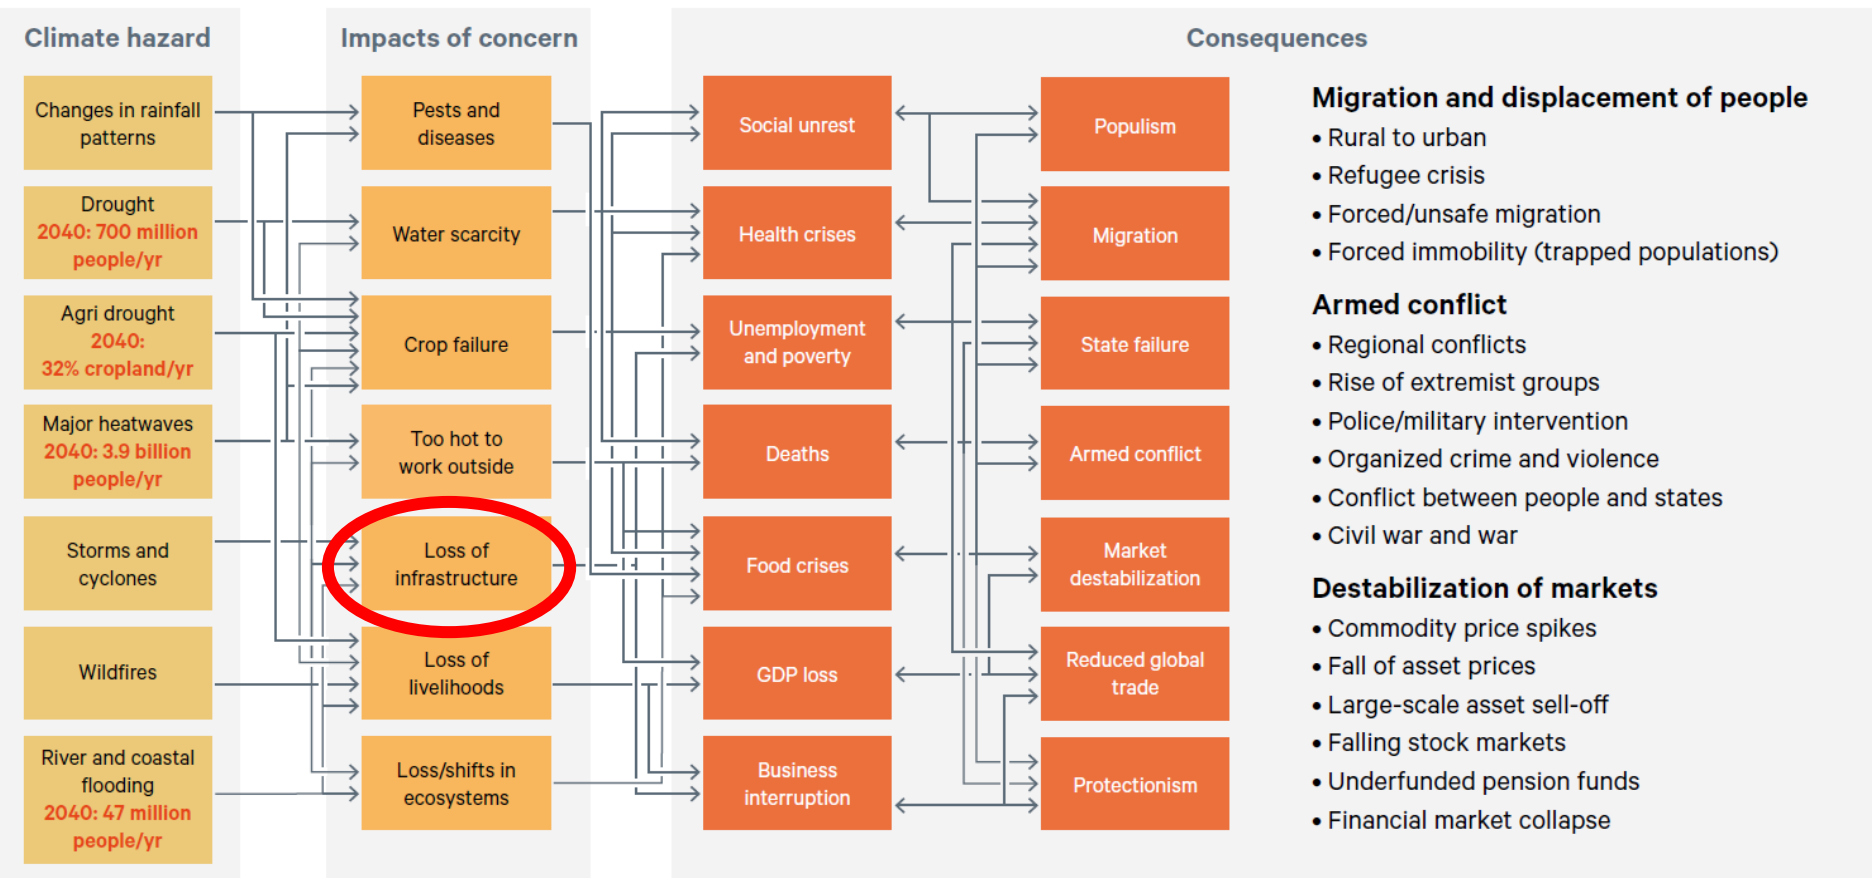 Climate hazard
Changes in rainfall
patterns
Drought
2040: 700 million
people/yr
Agri drought
2040:
32% cropland/yr
Major heatwaves
2040: 3.9 billion
people/yr
Storms and
cyclones
Wildfires
River and coastal
flooding
2040: 47 million
people/yr
Impacts of concern
Pests and
diseases
Water scarcity
Crop failure
Too hot to
work outside
Loss of
infrastructure
Loss of
livelihoods
Loss/shifts in
ecosystems
Consequences
Social unrest
Health crises
Unemployment
and poverty
Deaths
Food crises
GDP loss
Business
interruption
Populism
Migration
State failure
Armed conflict
Market
destabilization
Reduced global
trade
Protectionism
Migration and displacement of people
• Rural to urban
• Refugee crisis
• Forced/unsafe migration
• Forced immobility (trapped populations)
Armed conflict
• Regional conflicts
• Rise of extremist groups
• Police/military intervention
• Organized crime and violence
• Conflict between people and states
• Civil war and war
Destabilization of markets
• Commodity price spikes
• Fall of asset prices
• Large-scale asset sell-off
• Falling stock markets
• Underfunded pension funds
• Financial market collapse